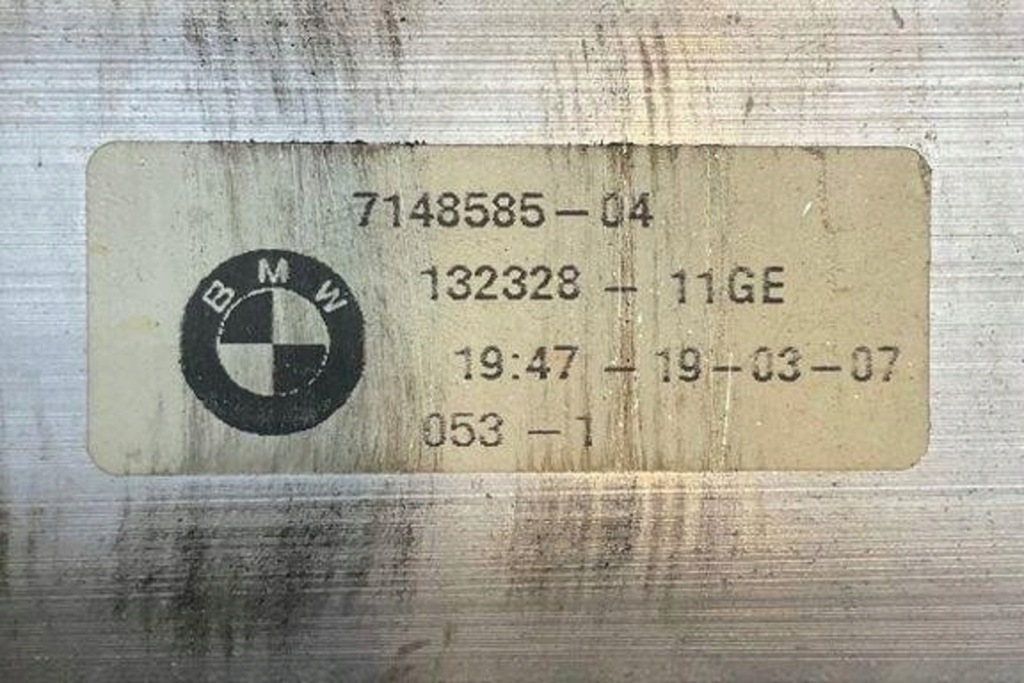 7148585-04
BMW
132328 - 11GE
19:47 - 19-03-07
053 -1